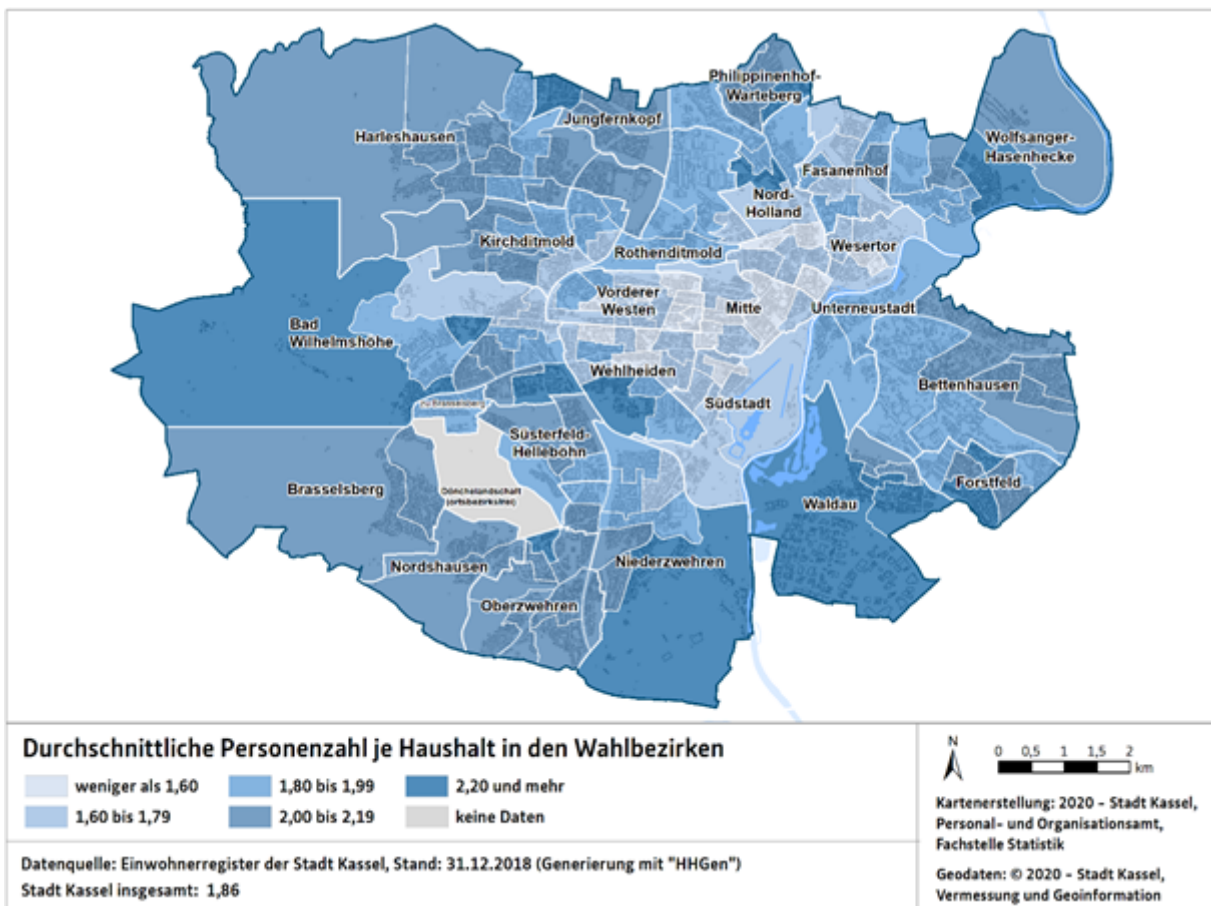 Philippinenhof-
Warteberg
Jungfernkopf
Harleshausen
Wolfsanger-
Hasenhecke
Fasanenhof
Nord-
Holland
Kirchditmold
Rothenditmold
Wesertor
Vorderer
Westen
Mitte
Unterneustadt
Bad
Wilhelmshöhe
Wehlheiden
Bettenhausen
Südstadt
zu Brasselsberg
Süsterfeld-
Helleböhn
Brasselsberg
Dönchelandschaft
(ortsbezirksfrei)
Forstfeld
Waldau
Nordshausen
Niederzwehren
Oberzwehren
Durchschnittliche Personenzahl je Haushalt in den Wahlbezirken
weniger als 1,60
1,80 bis 1,99
2,20 und mehr
1,60 bis 1,79
2,00 bis 2,19
keine Daten
Datenquelle: Einwohnerregister der Stadt Kassel, Stand: 31.12.2018 (Generierung mit "HHGen")
Stadt Kassel insgesamt: 1,86
N
0 0,5 1 1,5 2
km
Kartenerstellung: 2020 - Stadt Kassel,
Personal- und Organisationsamt,
Fachstelle Statistik
Geodaten: © 2020 - Stadt Kassel,
Vermessung und Geoinformation